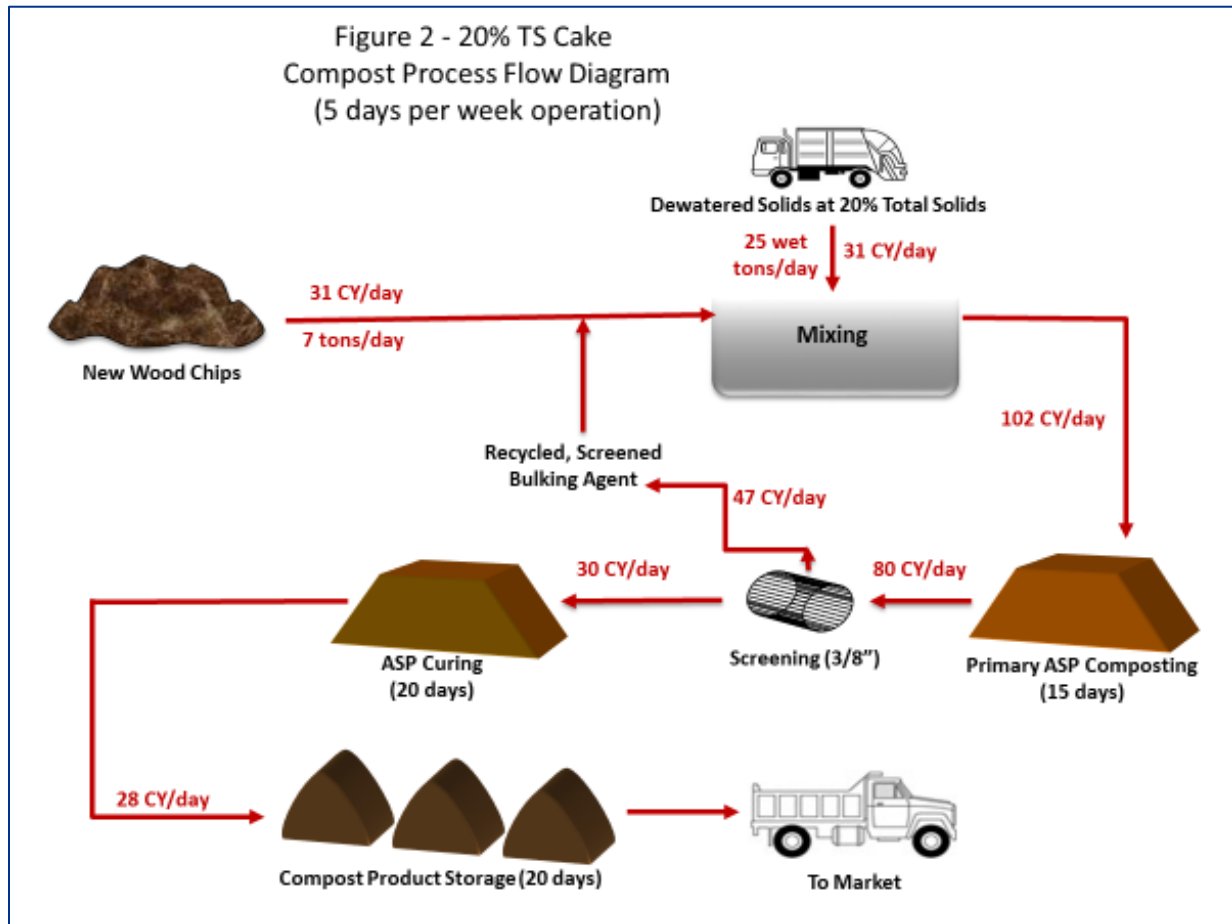 Figure 2 - 20% TS Cake
Compost Process Flow Diagram
(5 days per week operation)
Dewatered Solids at 20% Total Solids
25 wet
tons/day
31 CY/day
31 CY/day
7 tons/day
Mixing
New Wood Chips
102 CY/day
Recycled, Screened
Bulking Agent
47 CY/day
30 CY/day
80 CY/day
ASP Curing
(20 days)
Screening (3/8")
Primary ASP Composting
(15 days)
28 CY/day
Compost Product Storage (20 days)
To Market